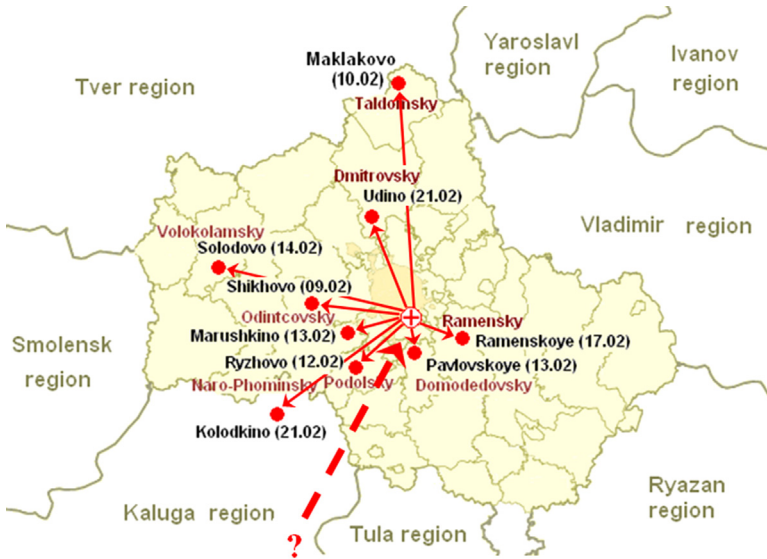 Yaroslavl
region
Ivanov
region
Maklakovo
(10.02)
Tver region
Taldomsky
Dmitrovsky
Udino (21.02)
Vladimir region
Volokolamsky
Solodovo (14.02)
Shikhovo (09.02)
Odintcovsky
Ramensky
Marushkino (13.02)
Ramenskoye (17.02)
Smolensk
region
Ryzhovo (12.02)
Pavlovskoye (13.02)
Naro-Phominsky
Podolsky
Domodedovsky
Kolodkino (21.02)
Ryazan
region
Kaluga region
Tula region
?